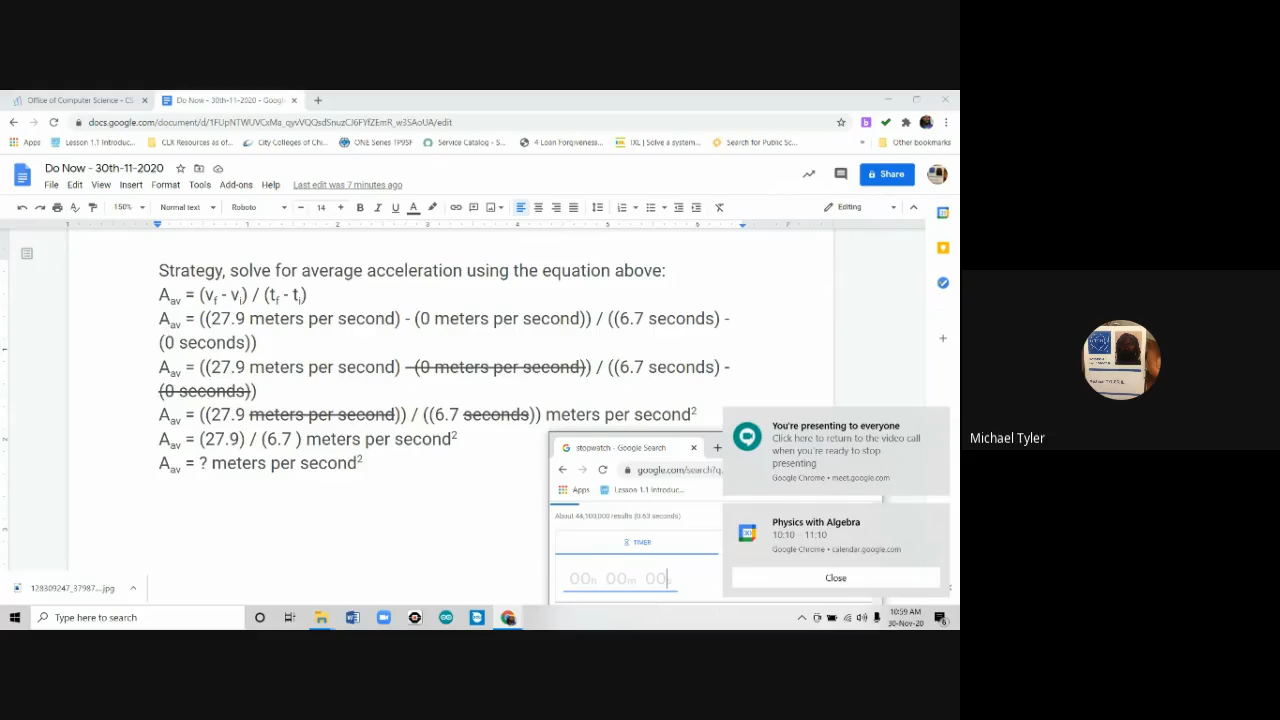 Office of Computer Science - CS
Do Now - 30th-11-2020 - Googl
docs.google.com/document/d/1FUpNTWUVCxMa_qyvVQQsdSnuzCJ6FYfZEmR_w3SAoUA/edit
Apps Lesson 1.1 Introduc... CLX Resources as of... City Colleges of Chi... ONE Series TP95P Service Catalog - S... 4 Loan Forgiveness... IXL | Solve a system... Search for Public Sc... » Other bookmarks
Do Now - 30th-11-2020
File Edit View Insert Format Tools Add-ons Help Last edit was 7 minutes ago
Share
150% Normal text Roboto 14 B I U A Editing
Strategy, solve for average acceleration using the equation above:
Aav = (vf - vi) / (tf - ti)
Aav = ((27.9 meters per second) - (0 meters per second)) / ((6.7 seconds) -
(0 seconds))
Aav = ((27.9 meters per second) - (0 meters per second)) / ((6.7 seconds) -
(0 seconds))
Aav = ((27.9 meters per second)) / ((6.7 seconds)) meters per second²
Aav = (27.9) / (6.7 ) meters per second²
Aav = ? meters per second²
stopwatch - Google Search
google.com/search?q
Apps Lesson 1.1 Introduc...
About 44,100,000 results (0.63 seconds)
TIMER
00h 00m 00s
You're presenting to everyone
Click here to return to the video call
when you're ready to stop
presenting
Google Chrome • meet.google.com
Physics with Algebra
10:10 – 11:10
Google Chrome • calendar.google.com
Close
128309247_37987....jpg
Type here to search
10:59 AM
30-Nov-20
Michael Tyler